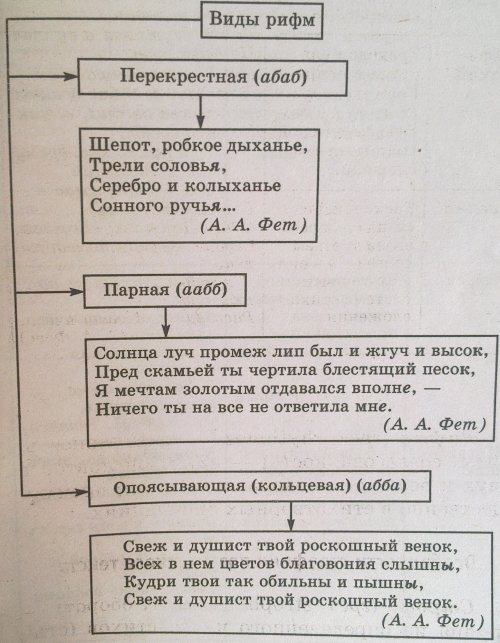 Виды рифм
Перекрестная (абаб)
Шепот, робкое дыханье,
Трели соловья,
Серебро и колыханье
Сонного ручья...
(А. А. Фет)
Парная (аабб)
Солнца луч промеж лип был и жгуч и высок,
Пред скамьей ты чертила блестящий песок,
Я мечтам золотым отдавался вполне, —
Ничего ты на все не ответила мне.
(А. А. Фет)
Опоясывающая (кольцевая) (абба)
Свеж и душист твой роскошный венок,
Всех в нем цветов благовония слышны,
Кудри твои так обильны и пышны,
Свеж и душист твой роскошный венок.
(А. А. Фет)